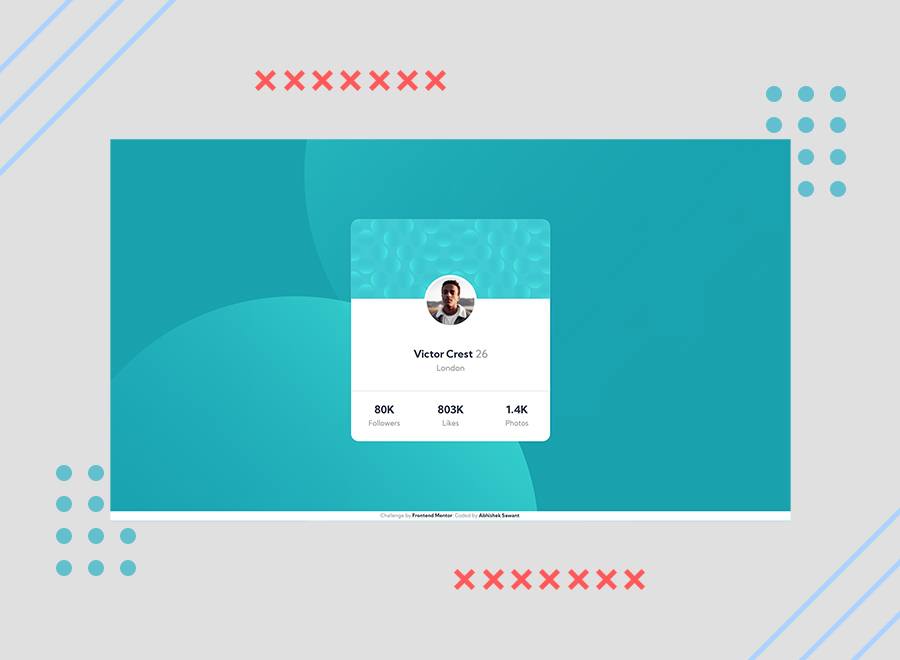 Victor Crest 26
London
80K 803K 1.4K
Followers Likes Photos
Challenge by Frontend Mentor. Coded by Abhishek Sawant